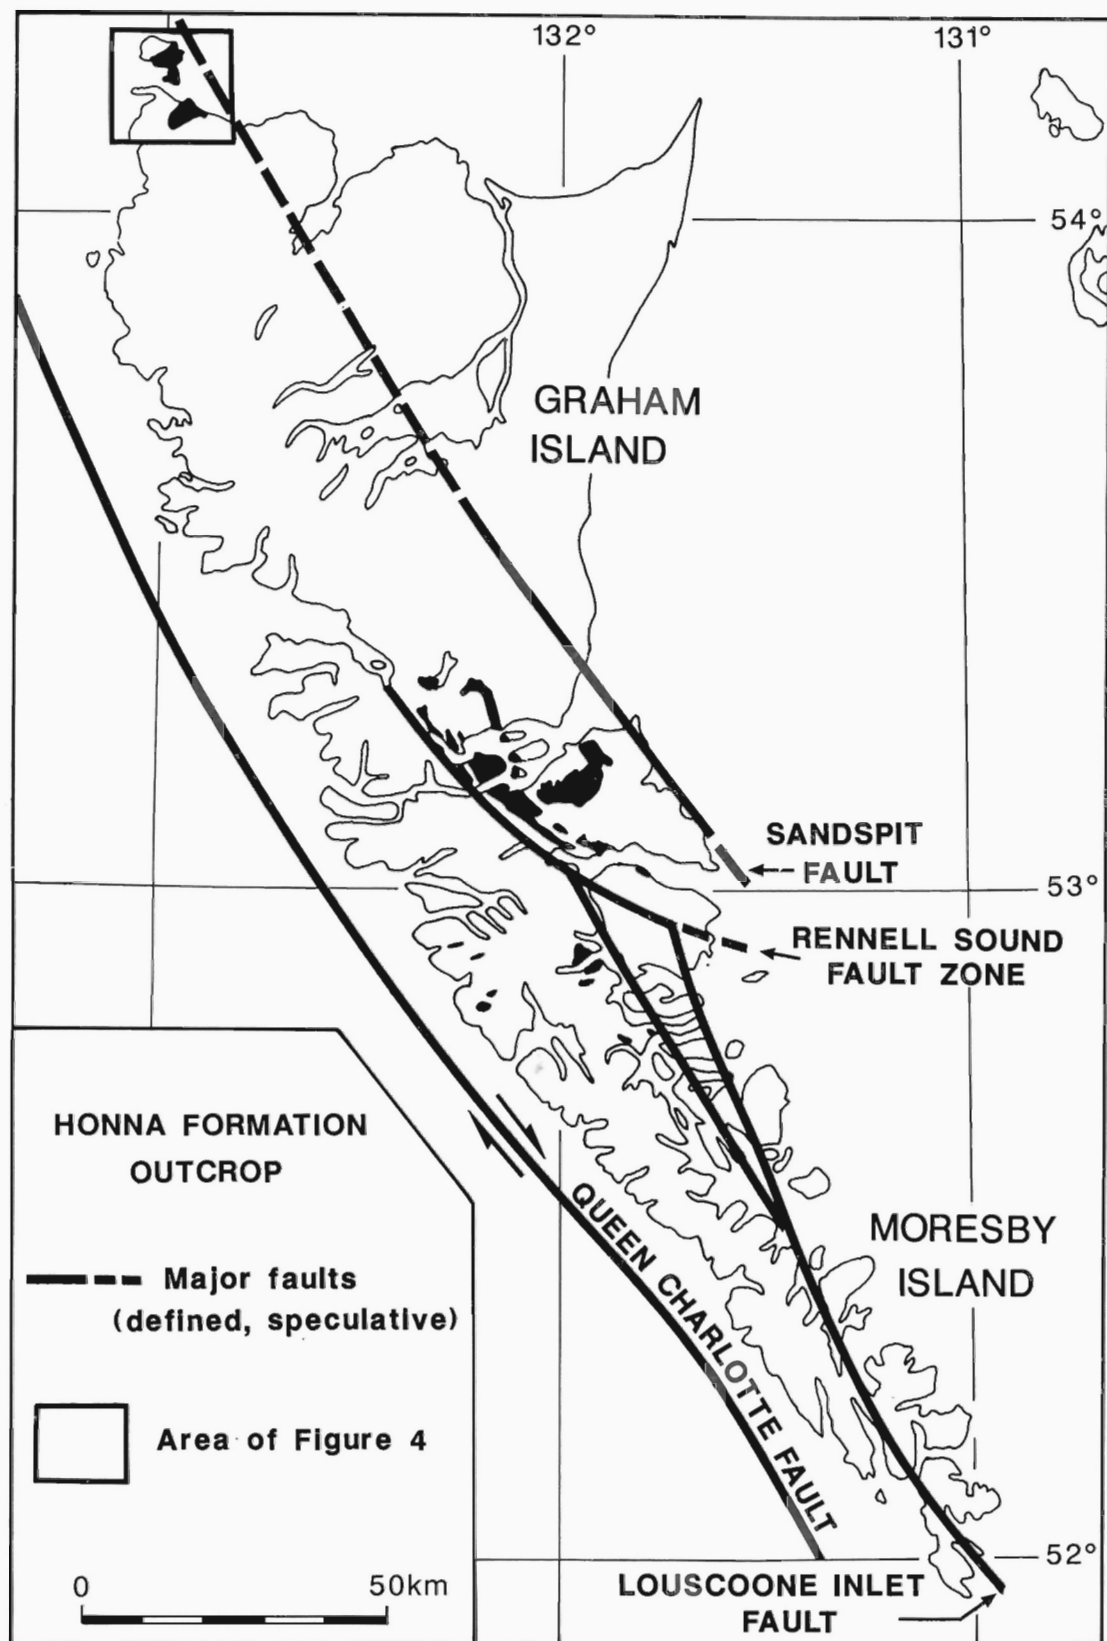 132°
131°
54°
GRAHAM
ISLAND
SANDSPIT
FAULT
53°
RENNELL SOUND
FAULT ZONE
HONNA FORMATION
OUTCROP
QUEEN CHARLOTTE FAULT
MORESBY
ISLAND
Major faults
(defined, speculative)
Area of Figure 4
52°
0 50km
LOUSCOONE INLET
FAULT